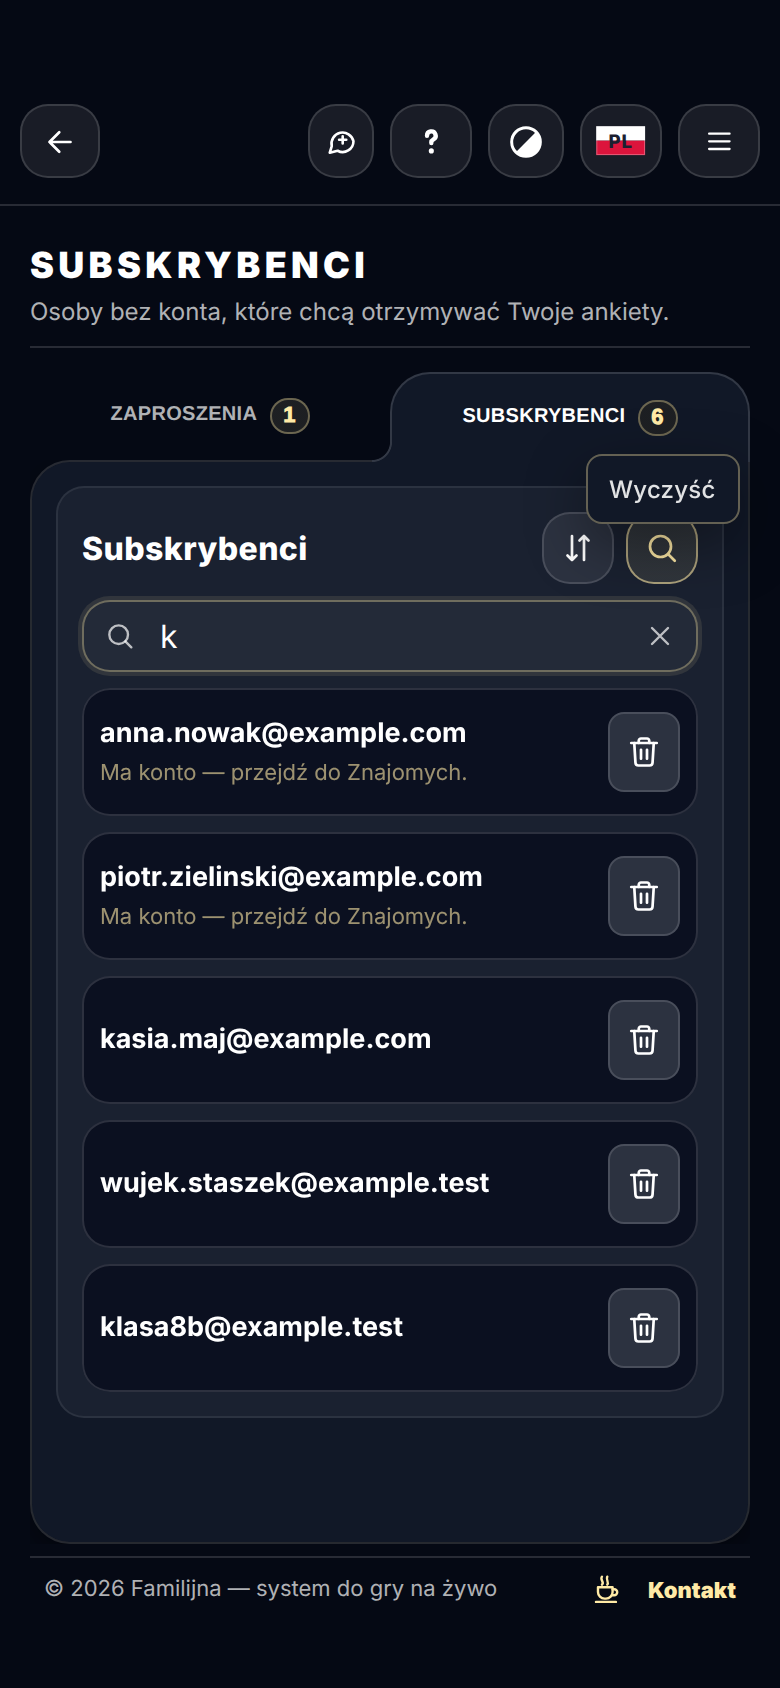 PL
SUBSKRYBENCI
Osoby bez konta, które chcą otrzymywać Twoje ankiety.
ZAPROSZENIA 1
SUBSKRYBENCI 6
Wyczyść
Subskrybenci
k
anna.nowak@example.com
Ma konto — przejdź do Znajomych.
piotr.zielinski@example.com
Ma konto — przejdź do Znajomych.
kasia.maj@example.com
wujek.staszek@example.test
klasa8b@example.test
© 2026 Familijna — system do gry na żywo
Kontakt